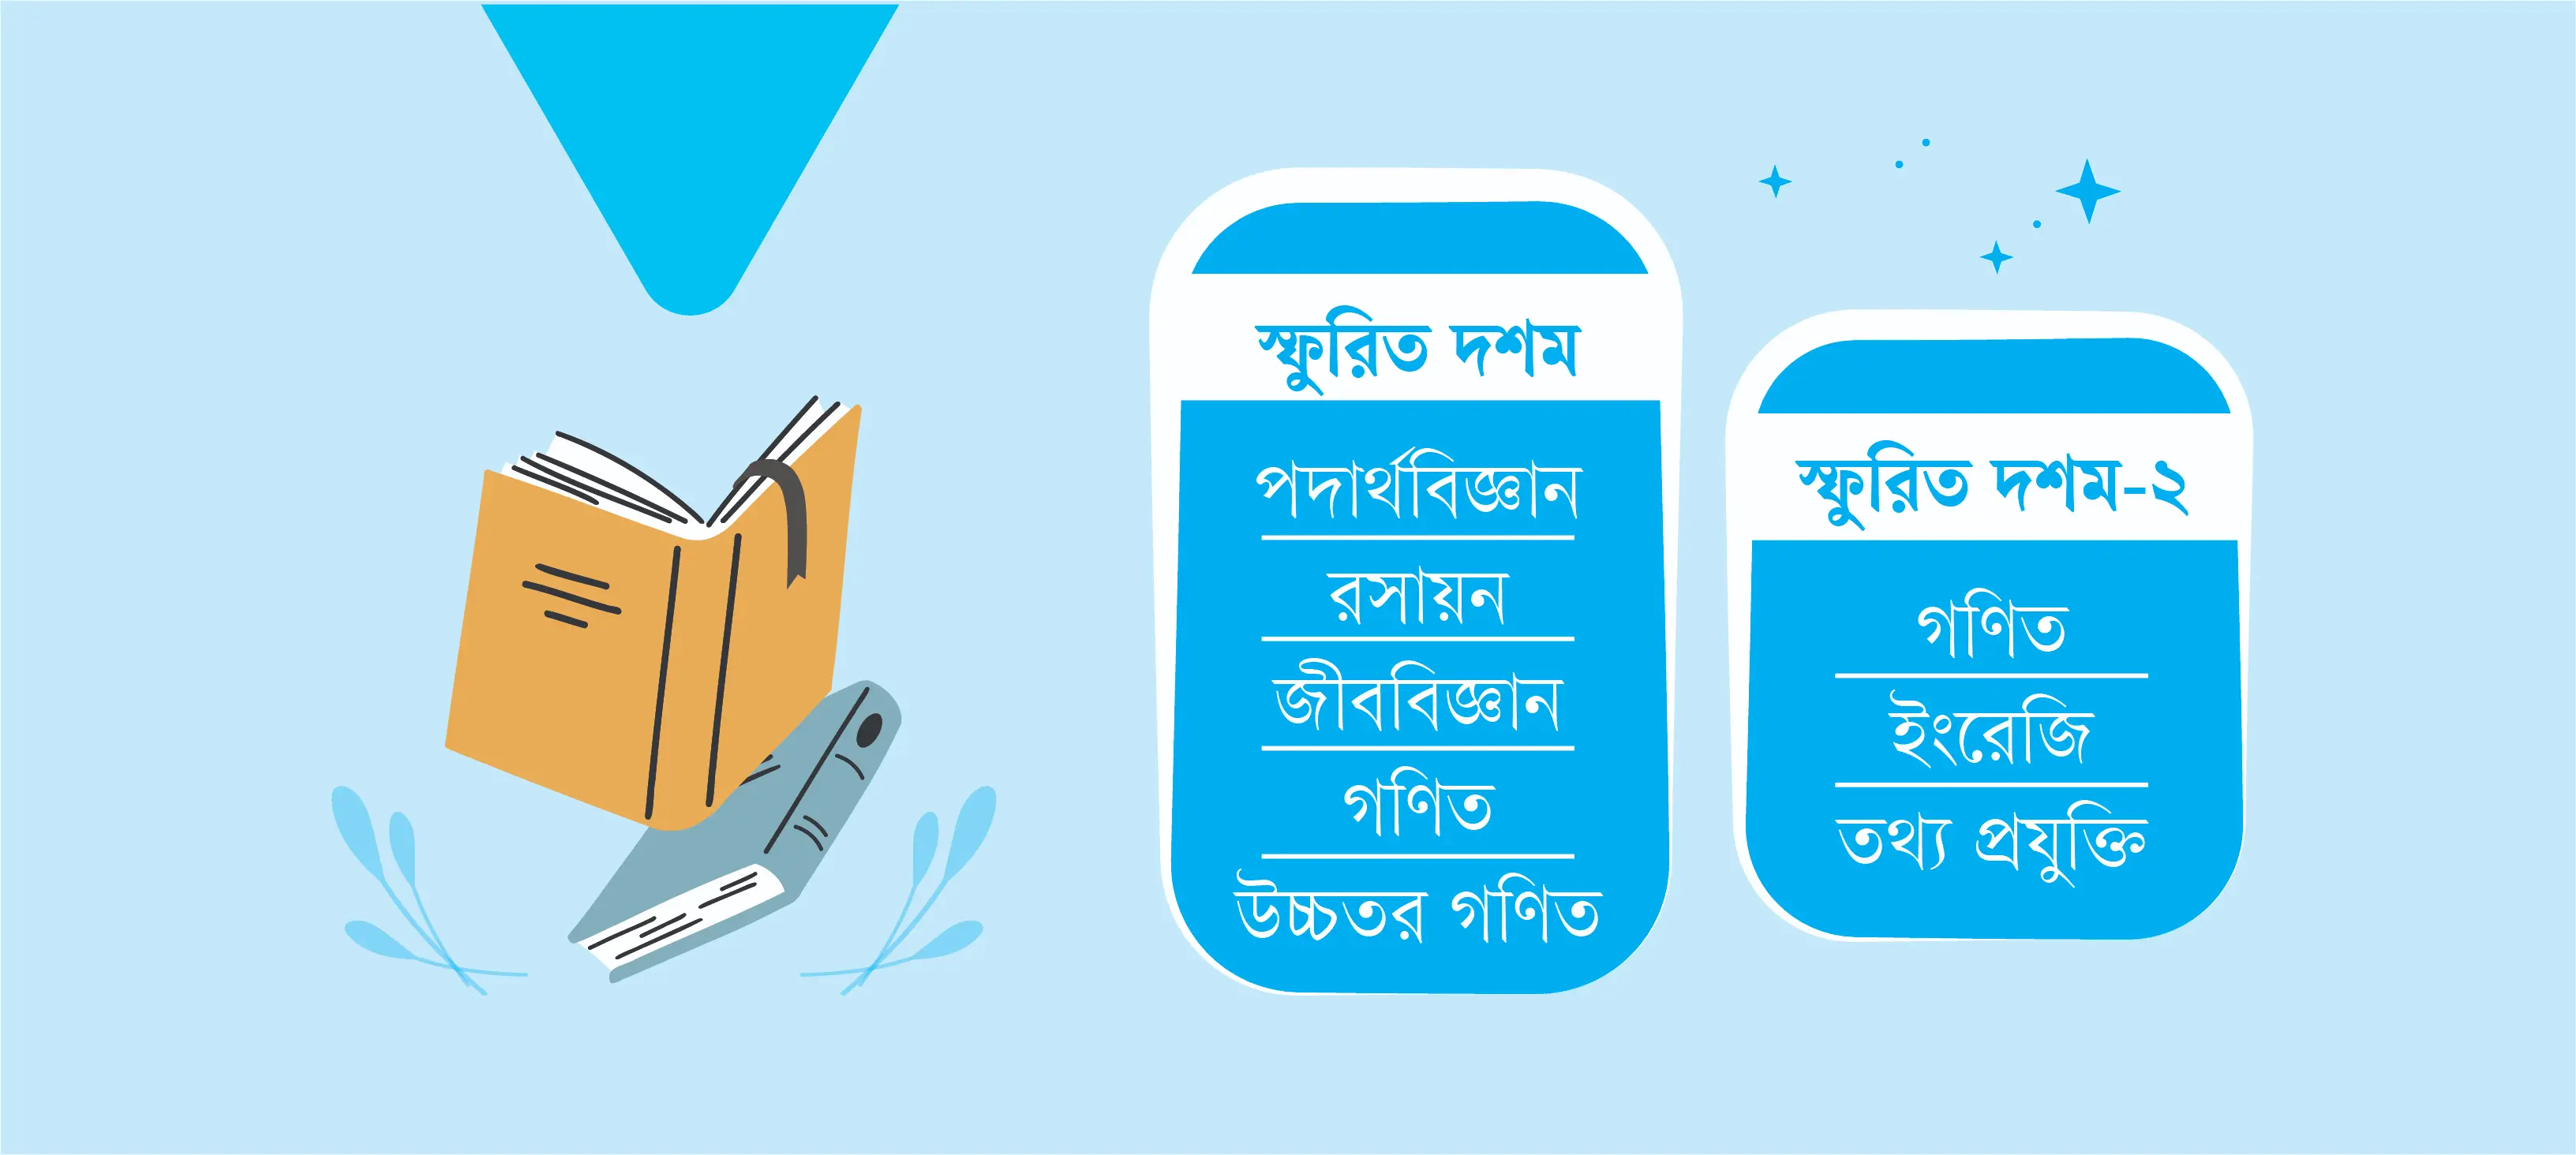 স্ফুরিত দশম
পদার্থবিজ্ঞান
রসায়ন
জীববিজ্ঞান
গণিত
উচ্চতর গণিত
স্ফুরিত দশম-২
গণিত
ইংরেজি
তথ্য প্রযুক্তি